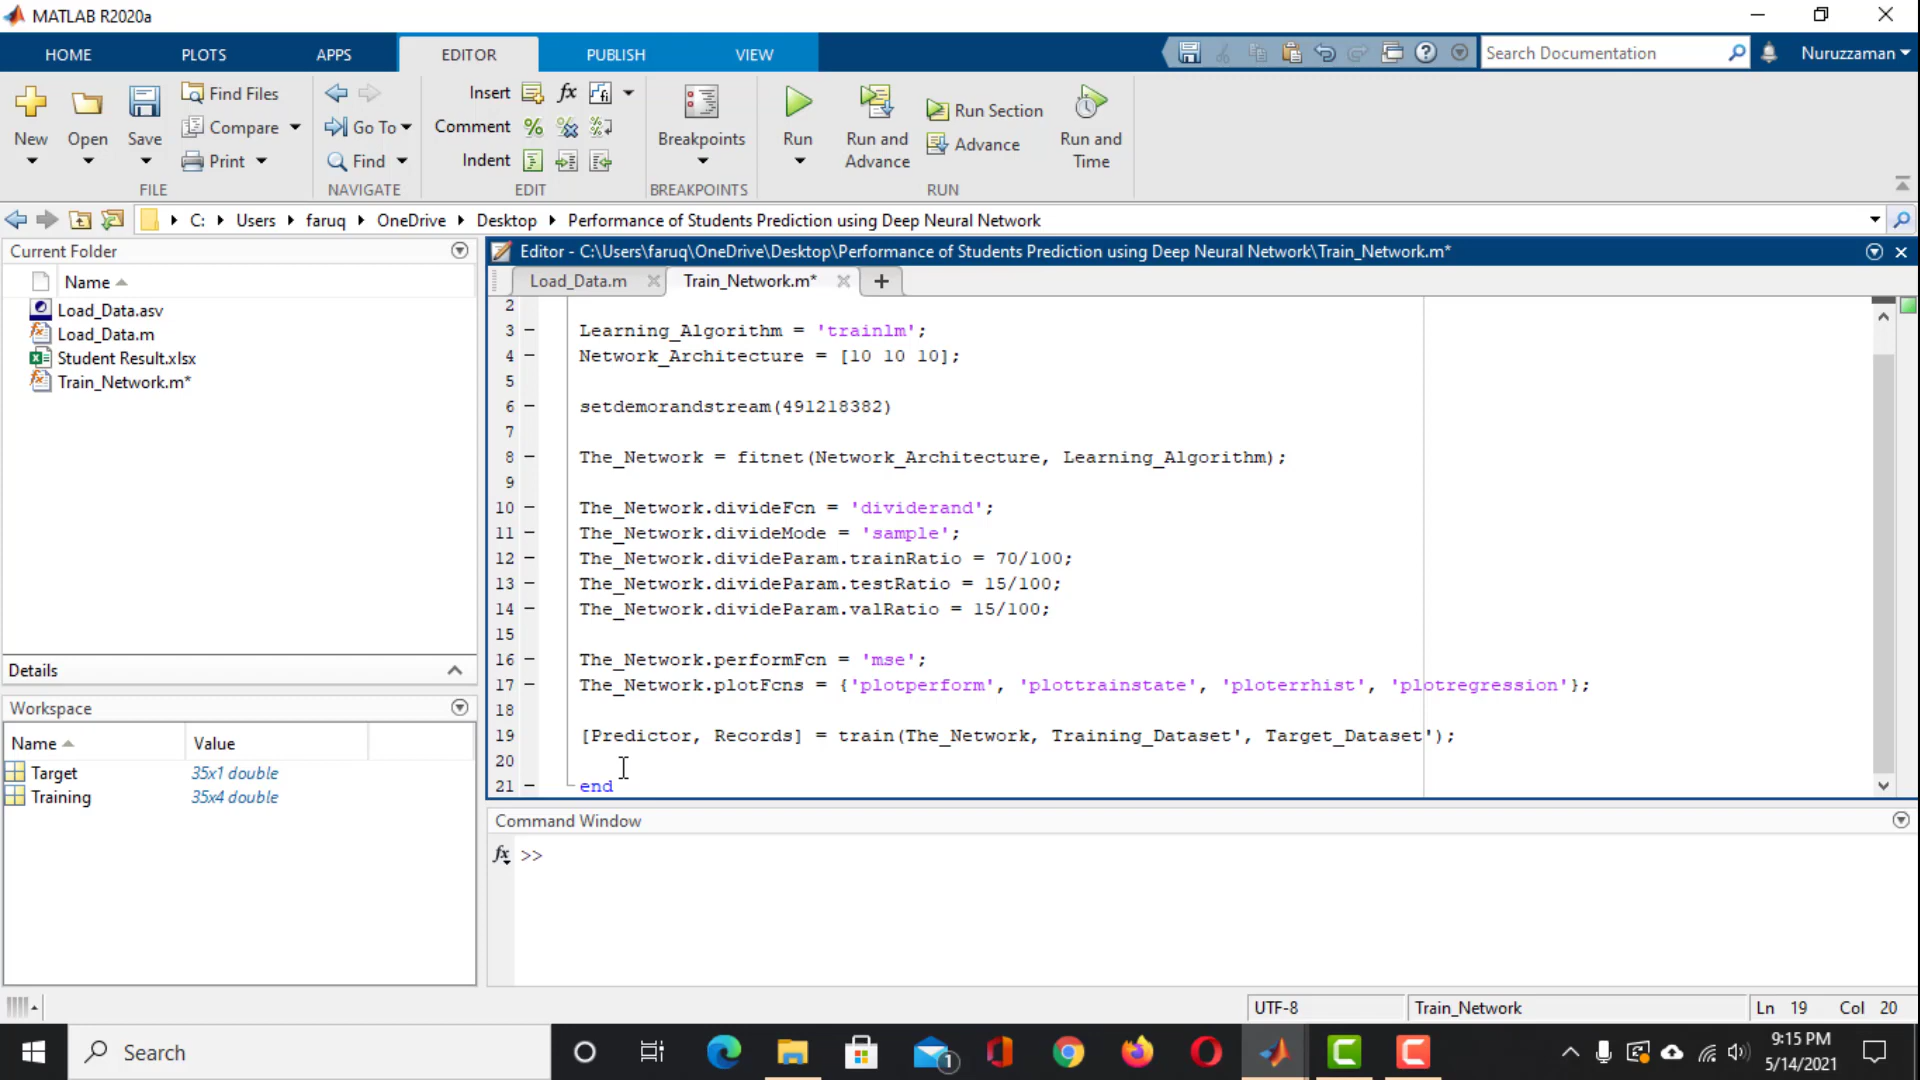 MATLAB R2020a
HOME PLOTS APPS EDITOR PUBLISH VIEW Search Documentation Nuruzzaman
New Open Save Find Files Compare Print
Go To Find
Insert fx
Comment
Indent
Breakpoints
Run Run and Advance Run Section Advance Run and Time
FILE NAVIGATE EDIT BREAKPOINTS RUN
C: Users faruq OneDrive Desktop Performance of Students Prediction using Deep Neural Network
Current Folder
Name
Load_Data.asv
Load_Data.m
Student Result.xlsx
Train_Network.m*
Details
Workspace
Name Value
Target 35x1 double
Training 35x4 double
Editor - C:\Users\faruq\OneDrive\Desktop\Performance of Students Prediction using Deep Neural Network\Train_Network.m*
Load_Data.m Train_Network.m*
2
3 Learning_Algorithm = 'trainlm';
4 Network_Architecture = [10 10 10];
5
6 setdemorandstream(491218382)
7
8 The_Network = fitnet(Network_Architecture, Learning_Algorithm);
9
10 The_Network.divideFcn = 'dividerand';
11 The_Network.divideMode = 'sample';
12 The_Network.divideParam.trainRatio = 70/100;
13 The_Network.divideParam.testRatio = 15/100;
14 The_Network.divideParam.valRatio = 15/100;
15
16 The_Network.performFcn = 'mse';
17 The_Network.plotFcns = {'plotperform', 'plottrainstate', 'ploterrhist', 'plotregression'};
18
19 [Predictor, Records] = train(The_Network, Training_Dataset', Target_Dataset');
20
21 end
Command Window
fx >>
UTF-8 Train_Network Ln 19 Col 20
Search
1
9:15 PM
5/14/2021